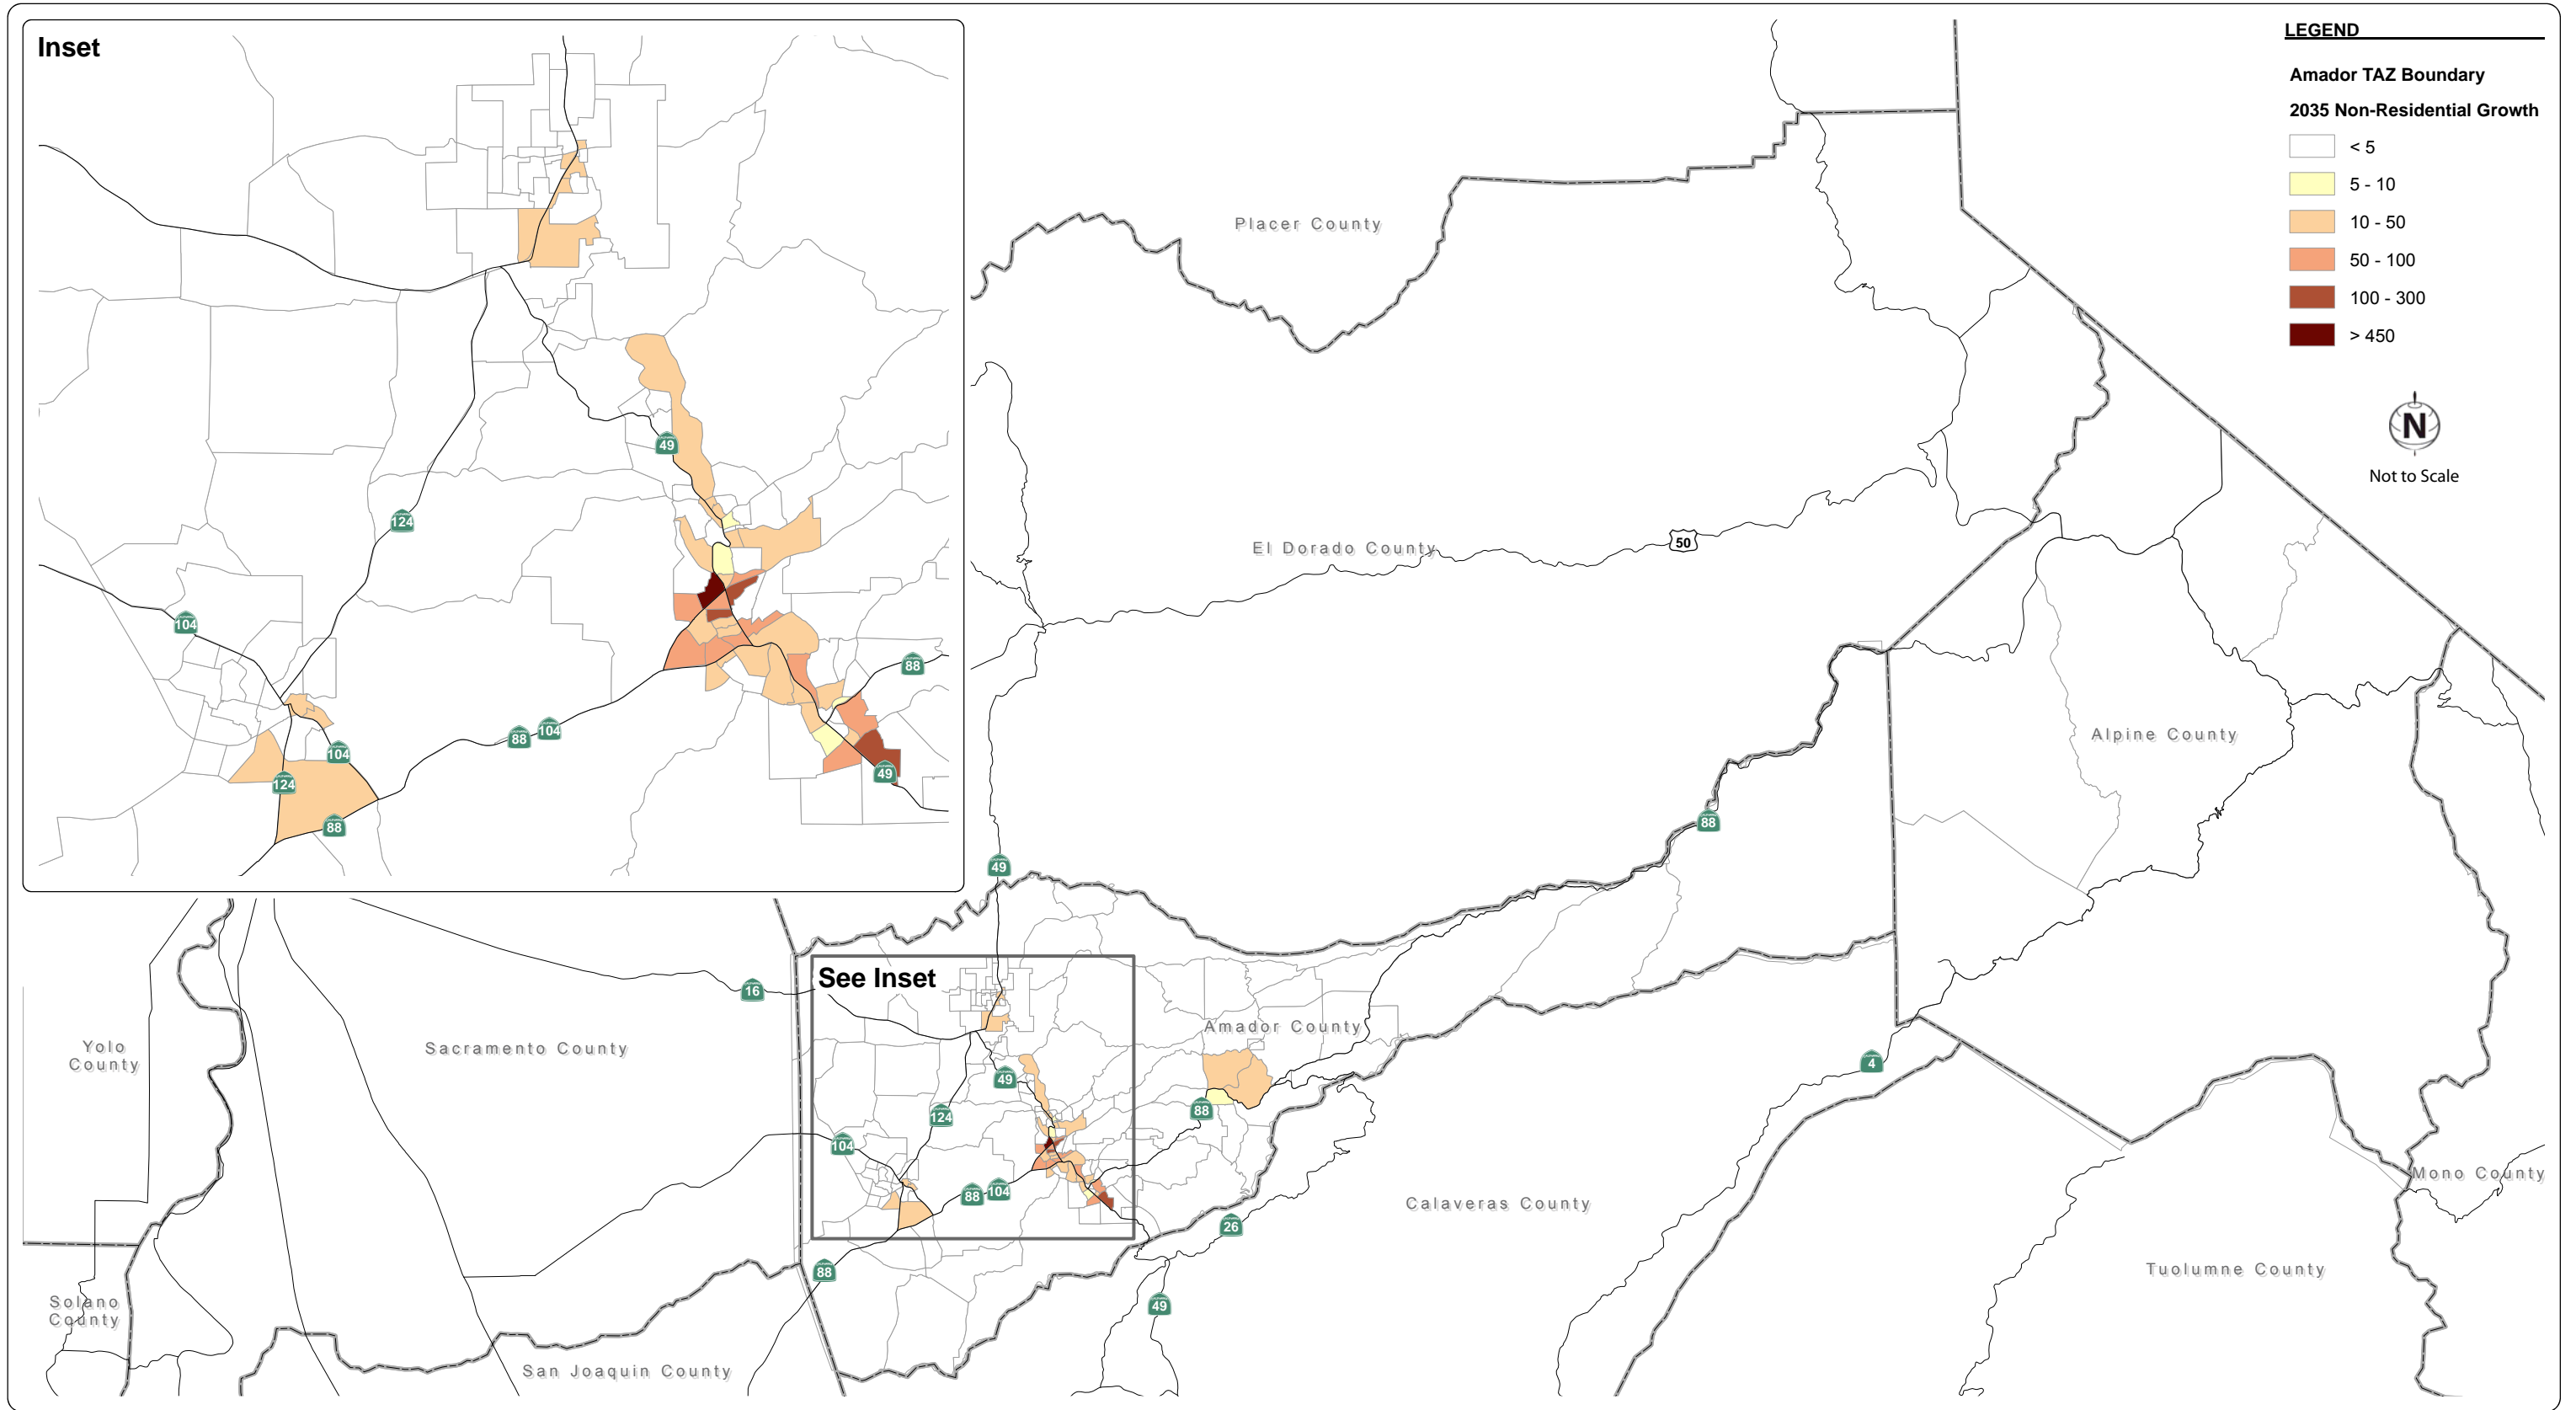 Inset
49
124
104
88
88
104
104
124
88
49
LEGEND
Amador TAZ Boundary
2035 Non-Residential Growth
< 5
5 - 10
10 - 50
50 - 100
100 - 300
> 450
N
Not to Scale
Placer County
El Dorado County
50
Alpine County
88
49
See Inset
16
Yolo
County
Sacramento County
Amador County
49
88
124
104
88
104
4
Mono County
Calaveras County
26
88
Tuolumne County
49
Solano
County
San Joaquin County